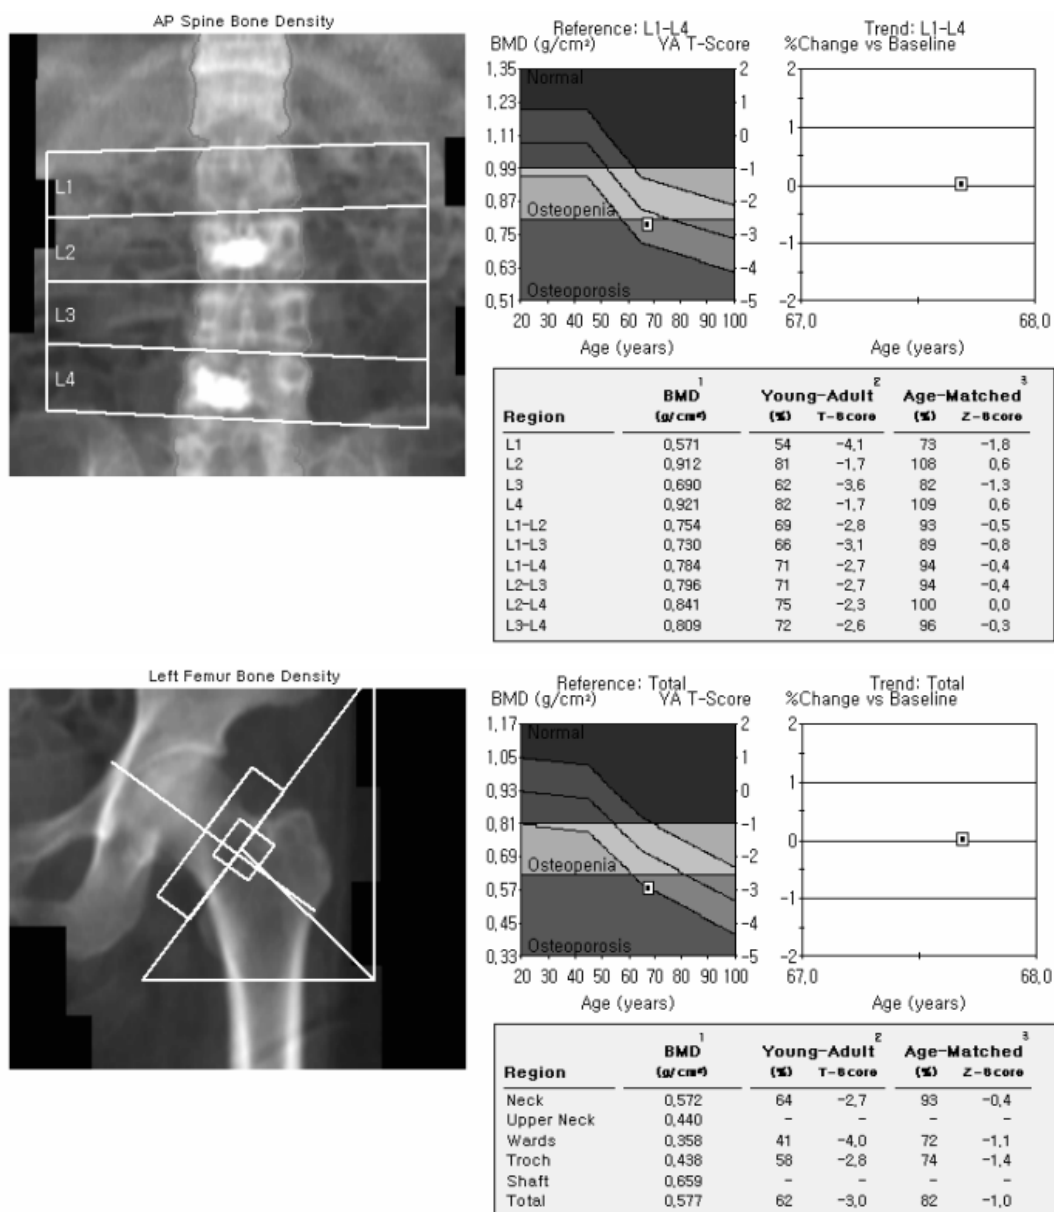 AP Spine Bone Density
Reference: L1-L4
BMD (g/cm²) YA T-Score
Trend: L1-L4
%Change vs Baseline
L1
L2
L3
L4
1,35 2
1,23 1
1,11 0
0,99 -1
0,87 -2
0,75 -3
0,63 -4
0,51 -5
Normal
Osteopenia
Osteoporosis
20 30 40 50 60 70 80 90 100
Age (years)
2
1
0
-1
-2
67,0 68,0
Age (years)
BMD 1 Young-Adult 2 Age-Matched 3
Region (g/cm²) (%) T-Score (%) Z-Score
L1 0,571 54 -4,1 73 -1,8
L2 0,912 81 -1,7 108 0,6
L3 0,690 62 -3,6 82 -1,3
L4 0,921 82 -1,7 109 0,6
L1-L2 0,754 69 -2,8 93 -0,5
L1-L3 0,730 66 -3,1 89 -0,8
L1-L4 0,784 71 -2,7 94 -0,4
L2-L3 0,796 71 -2,7 94 -0,4
L2-L4 0,841 75 -2,3 100 0,0
L3-L4 0,809 72 -2,6 96 -0,3
Left Femur Bone Density
Reference: Total
BMD (g/cm²) YA T-Score
Trend: Total
%Change vs Baseline
1,17 2
1,05 1
0,93 0
0,81 -1
0,69 -2
0,57 -3
0,45 -4
0,33 -5
Normal
Osteopenia
Osteoporosis
20 30 40 50 60 70 80 90 100
Age (years)
2
1
0
-1
-2
67,0 68,0
Age (years)
BMD 1 Young-Adult 2 Age-Matched 3
Region (g/cm²) (%) T-Score (%) Z-Score
Neck 0,572 64 -2,7 93 -0,4
Upper Neck 0,440 - - - -
Wards 0,358 41 -4,0 72 -1,1
Troch 0,438 58 -2,8 74 -1,4
Shaft 0,659 - - - -
Total 0,577 62 -3,0 82 -1,0